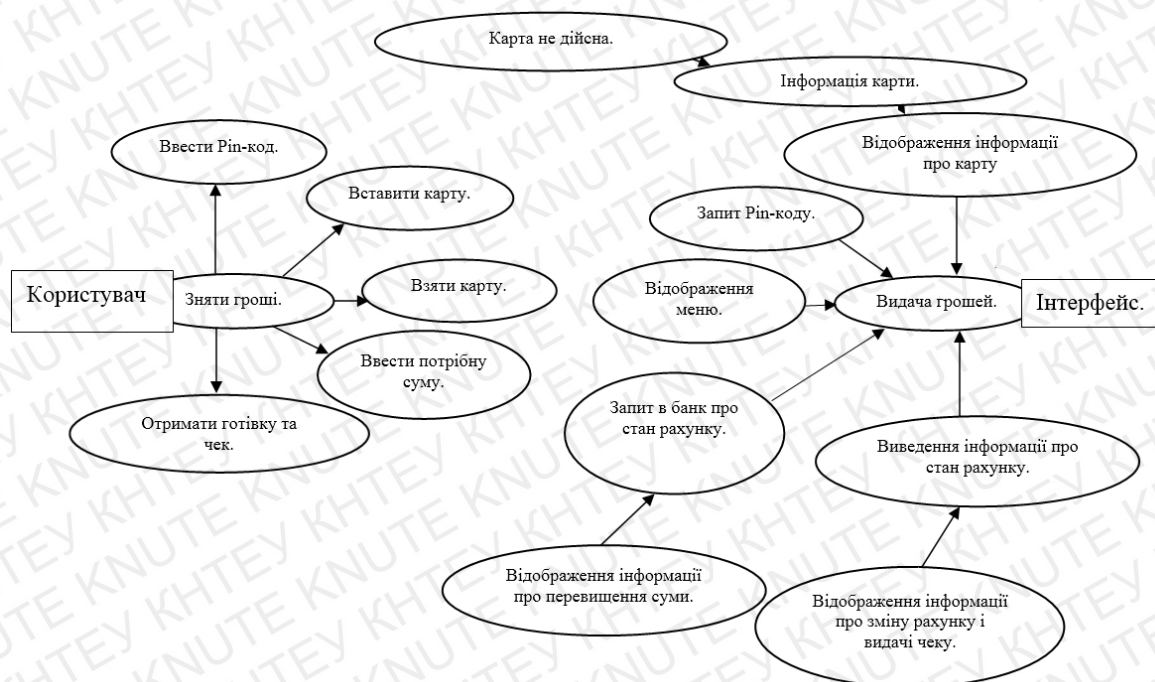 Карта не дійсна.
Інформація карти.
Ввести Pin-код.
Відображення інформації
про карту
Вставити карту.
Запит Pin-коду.
Користувач
Зняти гроші.
Взяти карту.
Відображення
меню.
Видача грошей.
Інтерфейс.
Ввести потрібну
суму.
Отримати готівку та
чек.
Запит в банк про
стан рахунку.
Виведення інформації про
стан рахунку.
Відображення інформації
про перевищення суми.
Відображення інформації
про зміну рахунку і
видачі чеку.
KNUTE КНТЕУ